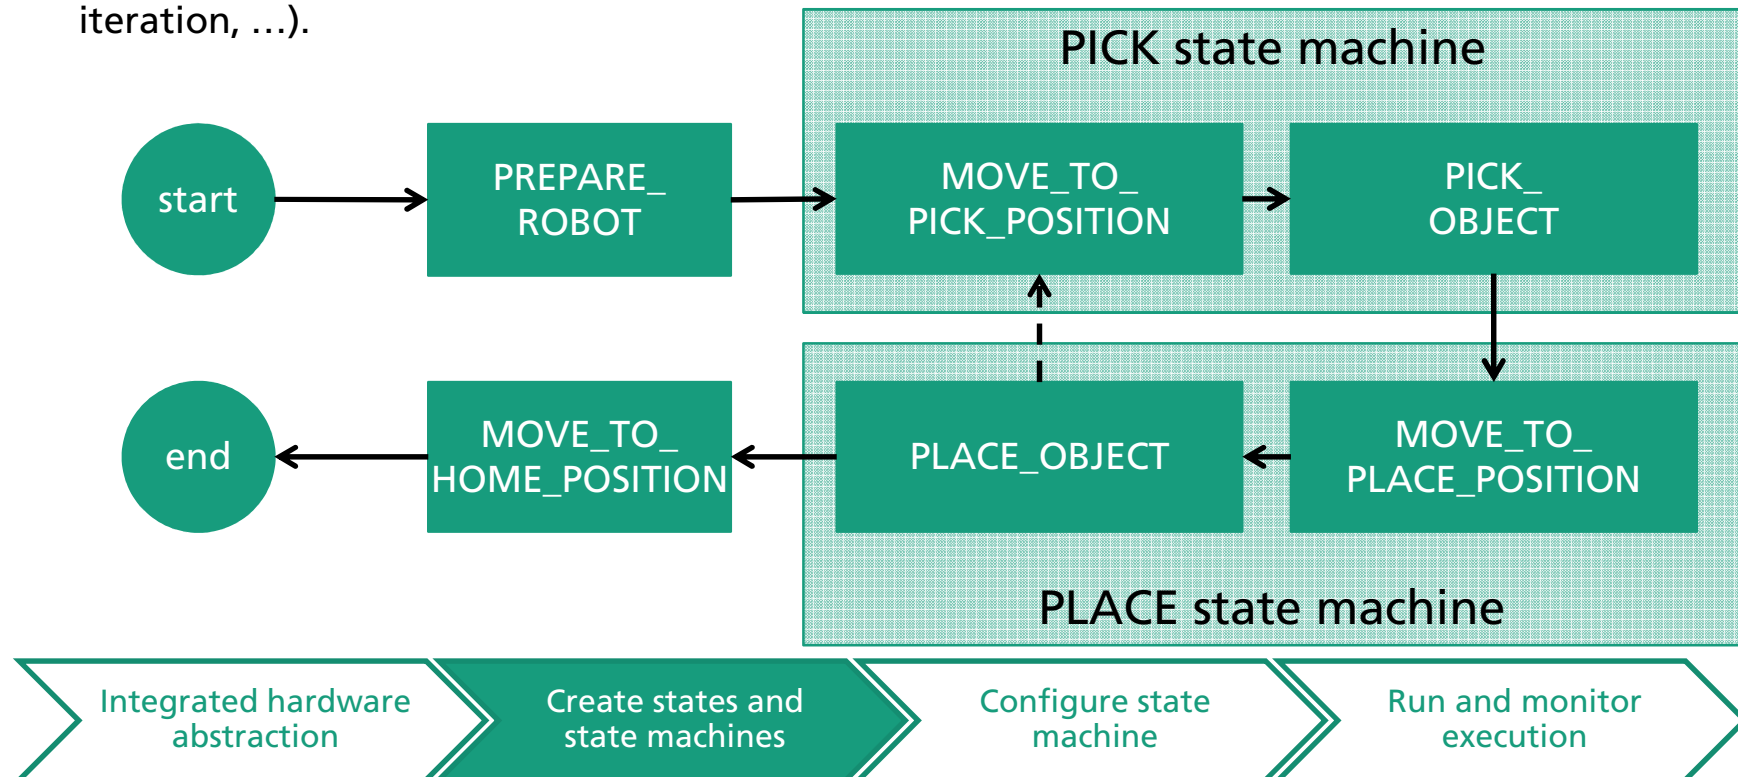 iteration, …).
PICK state machine
start
PREPARE_
ROBOT
MOVE_TO_
PICK_POSITION
PICK_
OBJECT
end
MOVE_TO_
HOME_POSITION
PLACE_OBJECT
MOVE_TO_
PLACE_POSITION
PLACE state machine
Integrated hardware
abstraction
Create states and
state machines
Configure state
machine
Run and monitor
execution